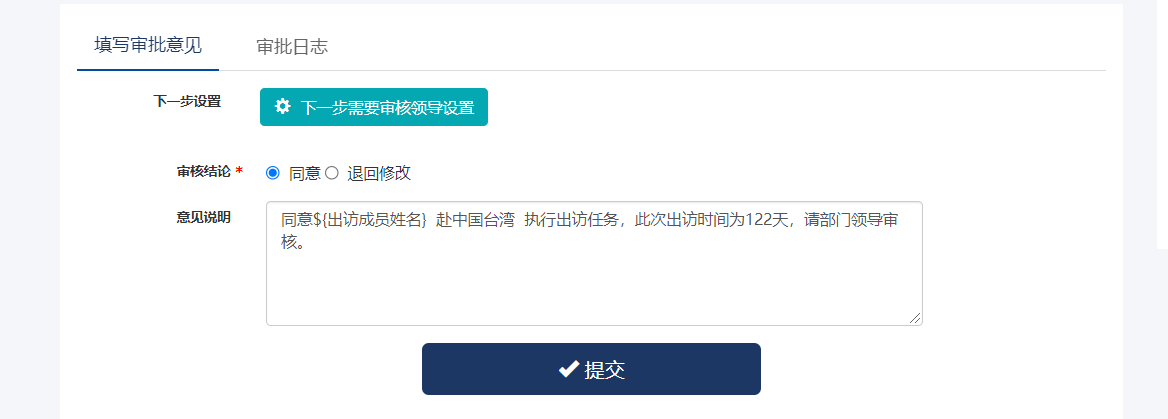 填写审批意见 审批日志
下一步设置 下一步需要审核领导设置
审核结论 * 同意 退回修改
意见说明 同意${出访成员姓名} 赴中国台湾 执行出访任务，此次出访时间为122天，请部门领导审
核。
提交